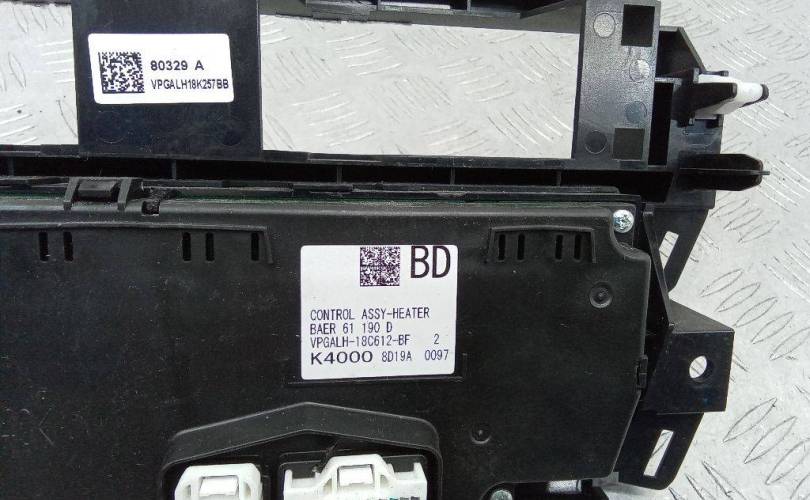 80329 A
VPGALH18K257BB
BD
CONTROL ASSY-HEATER
BAER 61 190 D
VPGALH-18C612-BF 2
K4000 8D19A 0097